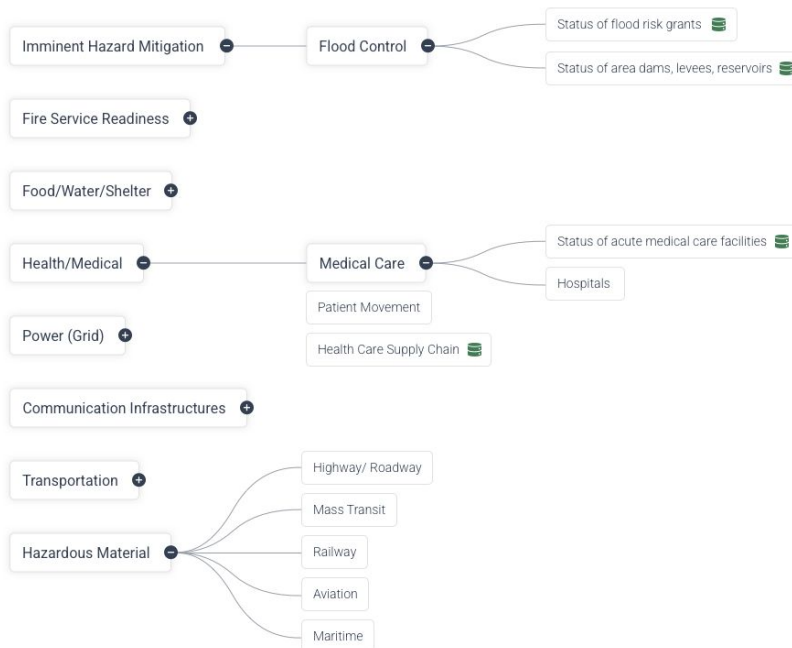 Imminent Hazard Mitigation
Flood Control
Status of flood risk grants
Status of area dams, levees, reservoirs
Fire Service Readiness
Food/Water/Shelter
Health/Medical
Medical Care
Status of acute medical care facilities
Hospitals
Patient Movement
Health Care Supply Chain
Power (Grid)
Communication Infrastructures
Transportation
Hazardous Material
Highway/ Roadway
Mass Transit
Railway
Aviation
Maritime